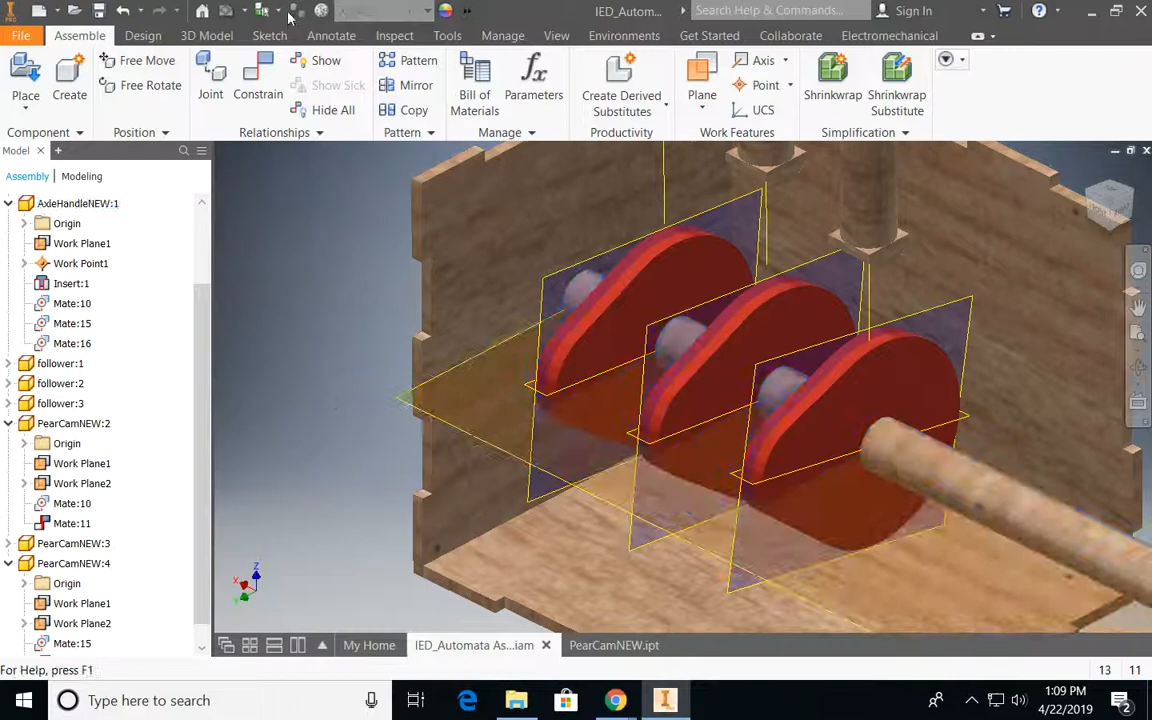 PRO
IED_Autom...
Search Help & Commands...
Sign In
File
Assemble
Design
3D Model
Sketch
Annotate
Inspect
Tools
Manage
View
Environments
Get Started
Collaborate
Electromechanical
Place
Create
Free Move
Free Rotate
Joint
Constrain
Show
Show Sick
Hide All
Pattern
Mirror
Copy
Bill of
Materials
Parameters
Create Derived
Substitutes
Plane
Axis
Point
UCS
Shrinkwrap
Shrinkwrap
Substitute
Component
Position
Relationships
Pattern
Manage
Productivity
Work Features
Simplification
Model
Assembly
Modeling
AxleHandleNEW:1
Origin
Work Plane1
Work Point1
Insert:1
Mate:10
Mate:15
Mate:16
follower:1
follower:2
follower:3
PearCamNEW:2
Origin
Work Plane1
Work Plane2
Mate:10
Mate:11
PearCamNEW:3
PearCamNEW:4
Origin
Work Plane1
Work Plane2
Mate:15
Z
X
Y
My Home
IED_Automata As...iam
PearCamNEW.ipt
For Help, press F1
13 11
Type here to search
1:09 PM
4/22/2019
2